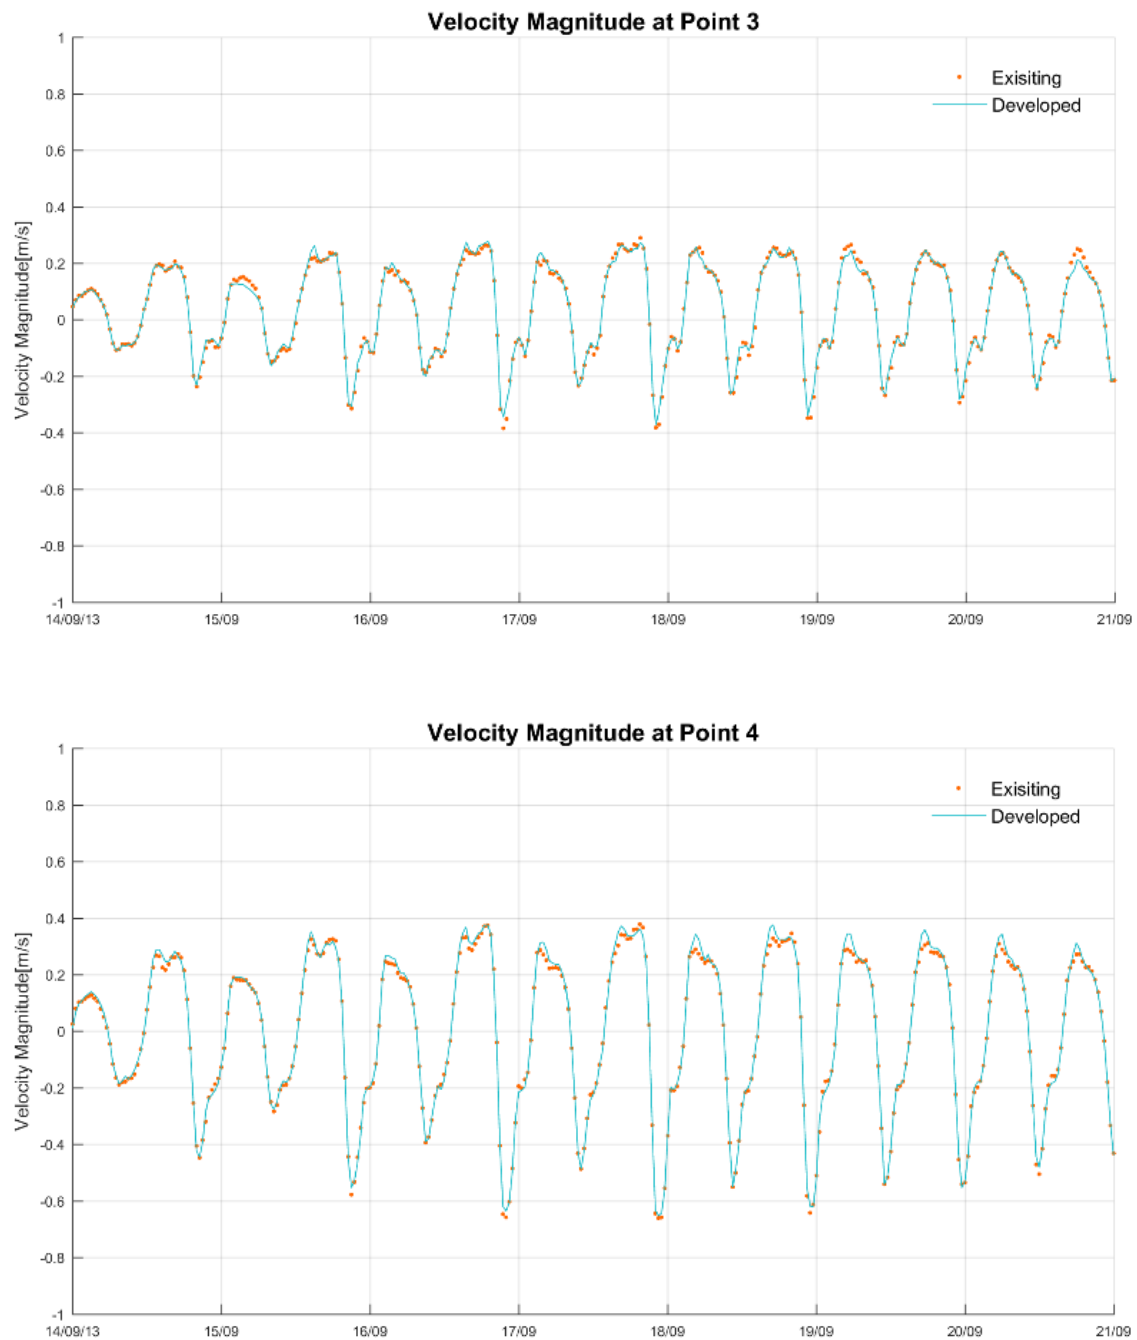 Velocity Magnitude at Point 3
1
0.8
0.6
0.4
0.2
0
-0.2
-0.4
-0.6
-0.8
-1
Velocity Magnitude[m/s]
Exisiting
Developed
14/09/13 15/09 16/09 17/09 18/09 19/09 20/09 21/09
Velocity Magnitude at Point 4
1
0.8
0.6
0.4
0.2
0
-0.2
-0.4
-0.6
-0.8
-1
Velocity Magnitude[m/s]
Exisiting
Developed
14/09/13 15/09 16/09 17/09 18/09 19/09 20/09 21/09